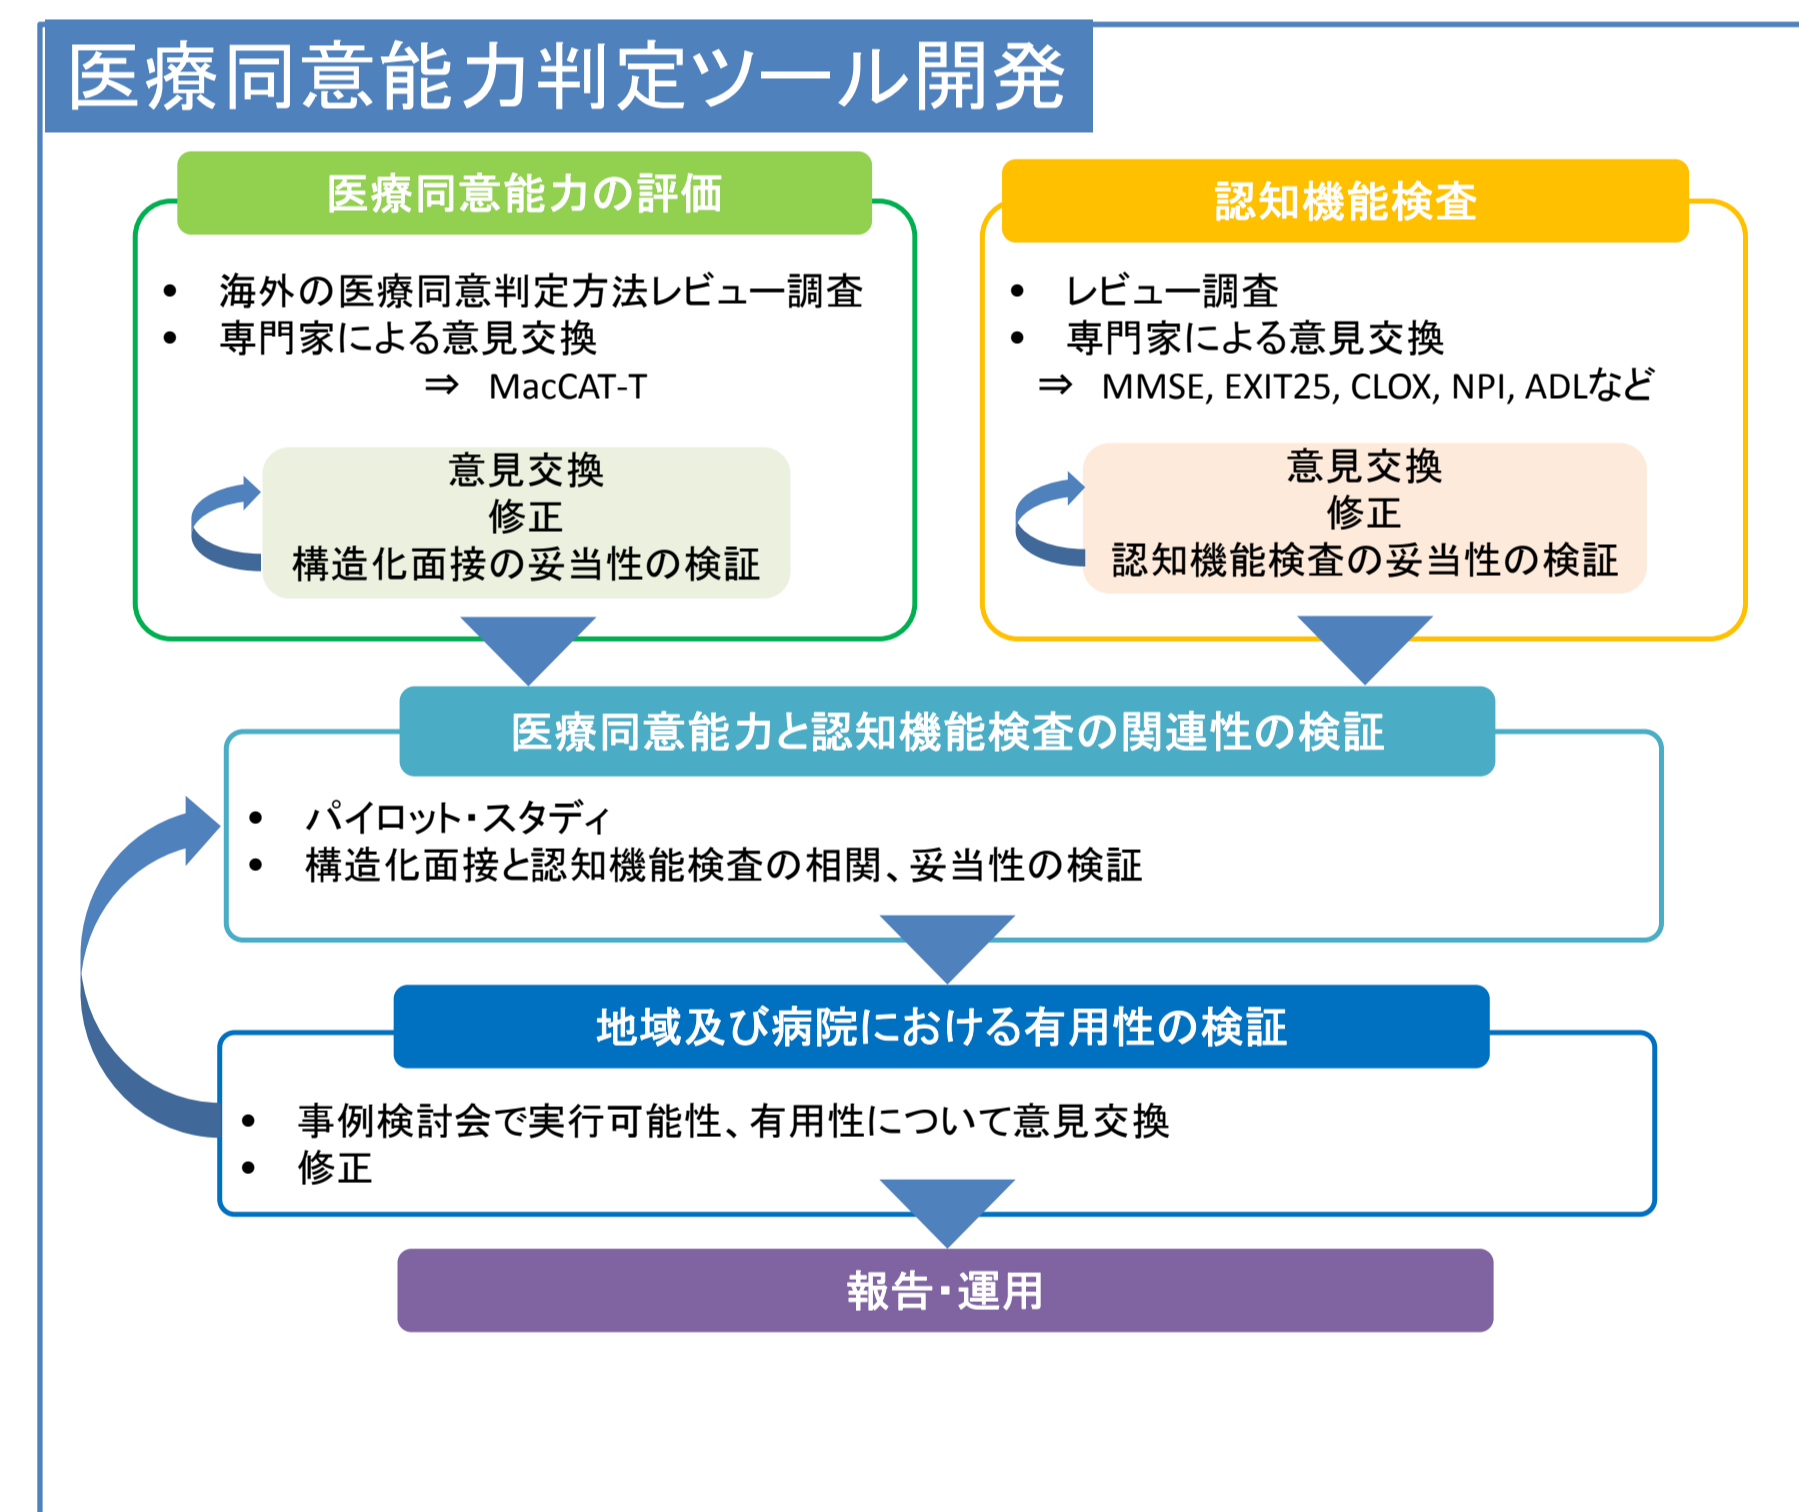 医療同意能力判定ツール開発
医療同意能力の評価
• 海外の医療同意判定方法レビュー調査
• 専門家による意見交換
⇒ MacCAT-T
意見交換
修正
構造化面接の妥当性の検証
認知機能検査
• レビュー調査
• 専門家による意見交換
⇒ MMSE, EXIT25, CLOX, NPI, ADLなど
意見交換
修正
認知機能検査の妥当性の検証
医療同意能力と認知機能検査の関連性の検証
• パイロット・スタディ
• 構造化面接と認知機能検査の相関、妥当性の検証
地域及び病院における有用性の検証
• 事例検討会で実行可能性、有用性について意見交換
• 修正
報告・運用